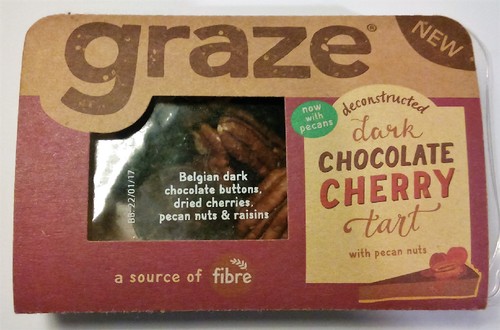 graze®
NEW
now
with
pecans
deconstructed
dark
CHOCOLATE
CHERRY
tart
with pecan nuts
BB-22/01/17
Belgian dark
chocolate buttons,
dried cherries,
pecan nuts & raisins
a source of fibre